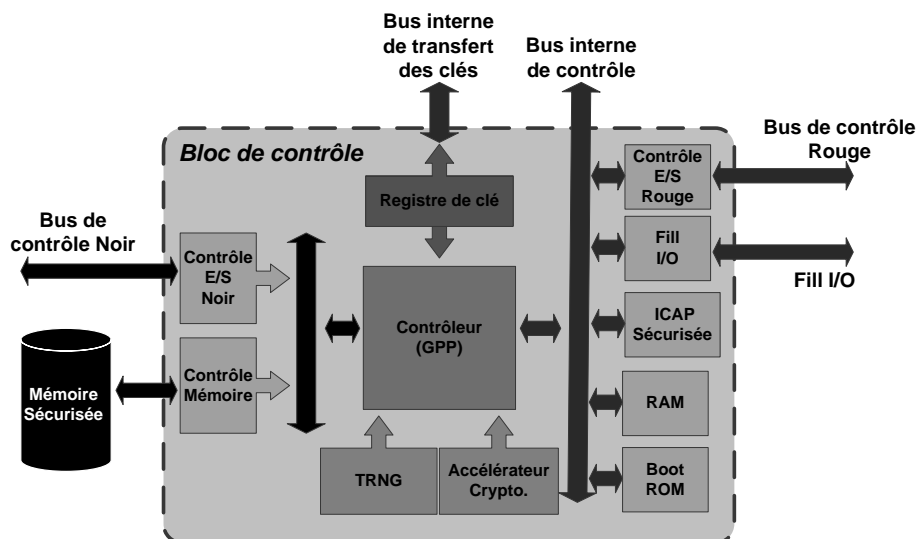 Bus interne
de transfert
des clés
Bus interne
de contrôle
Bus de contrôle
Rouge
Bloc de contrôle
Contrôle
E/S
Rouge
Registre de clé
Bus de
contrôle Noir
Contrôle
E/S
Noir
Fill
I/O
Fill I/O
Contrôleur
(GPP)
ICAP
Sécurisée
Mémoire
Sécurisée
Contrôle
Mémoire
RAM
TRNG
Accélérateur
Crypto.
Boot
ROM